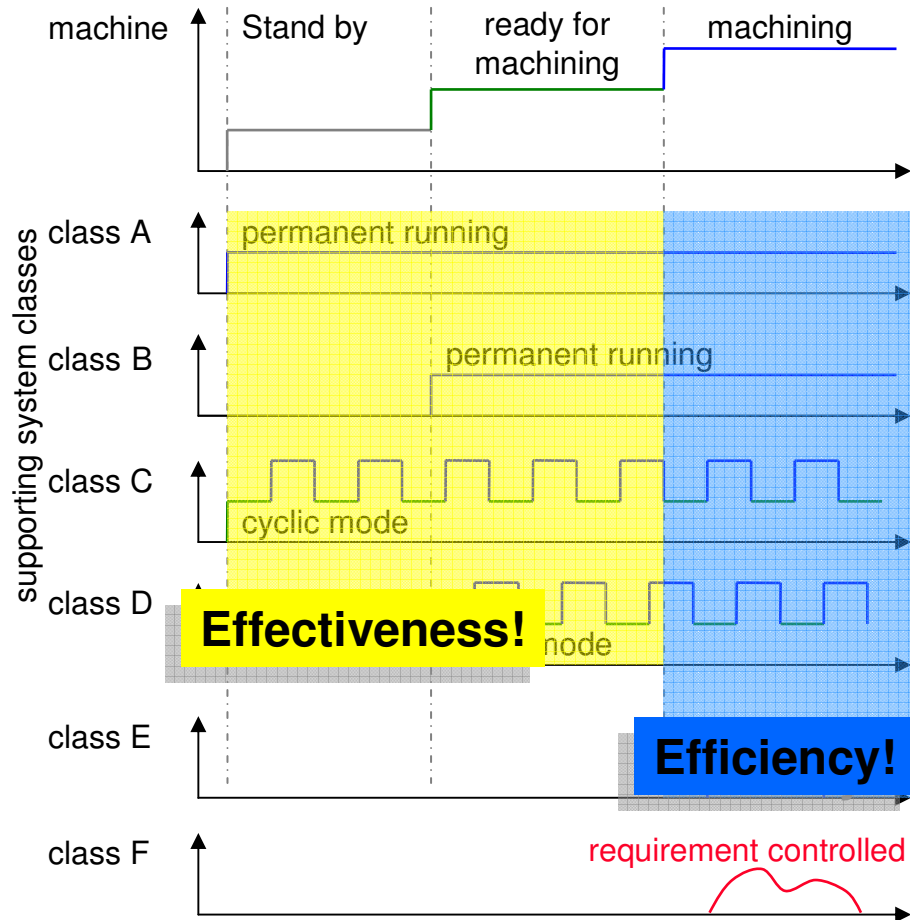 machine
Stand by
ready for
machining
machining
supporting system classes
class A
permanent running
class B
permanent running
class C
cyclic mode
class D
mode
Effectiveness!
class E
Efficiency!
class F
requirement controlled